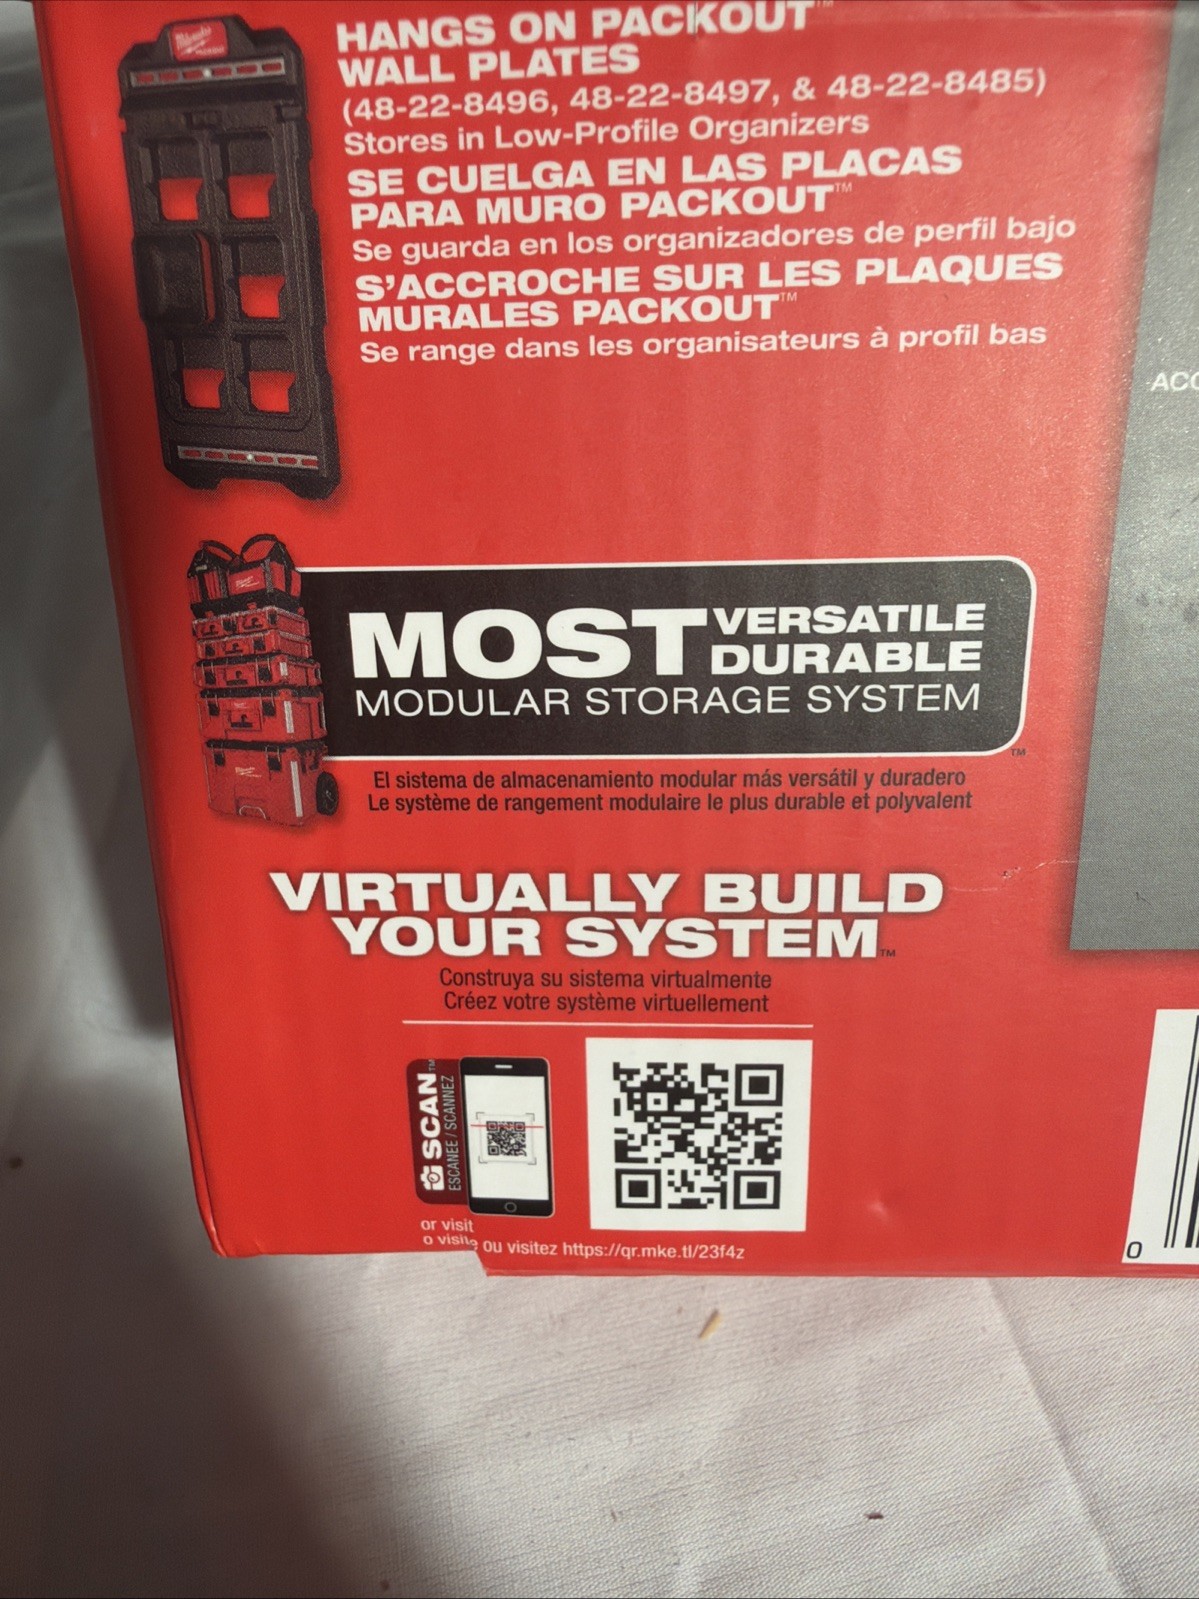 Milwaukee
HANGS ON PACKOUT™
WALL PLATES
(48-22-8496, 48-22-8497, & 48-22-8485)
Stores in Low-Profile Organizers
SE CUELGA EN LAS PLACAS
PARA MURO PACKOUT™
Se guarda en los organizadores de perfil bajo
S'ACCROCHE SUR LES PLAQUES
MURALES PACKOUT™
Se range dans les organisateurs à profil bas
ACC
MOST VERSATILE
DURABLE
MODULAR STORAGE SYSTEM
™
El sistema de almacenamiento modular más versátil y duradero
Le système de rangement modulaire le plus durable et polyvalent
VIRTUALLY BUILD
YOUR SYSTEM™
Construya su sistema virtualmente
Créez votre système virtuellement
SCAN™
ESCANEE / SCANNEZ
or visit
o visite ou visitez https://qr.mke.tl/23f4z
0